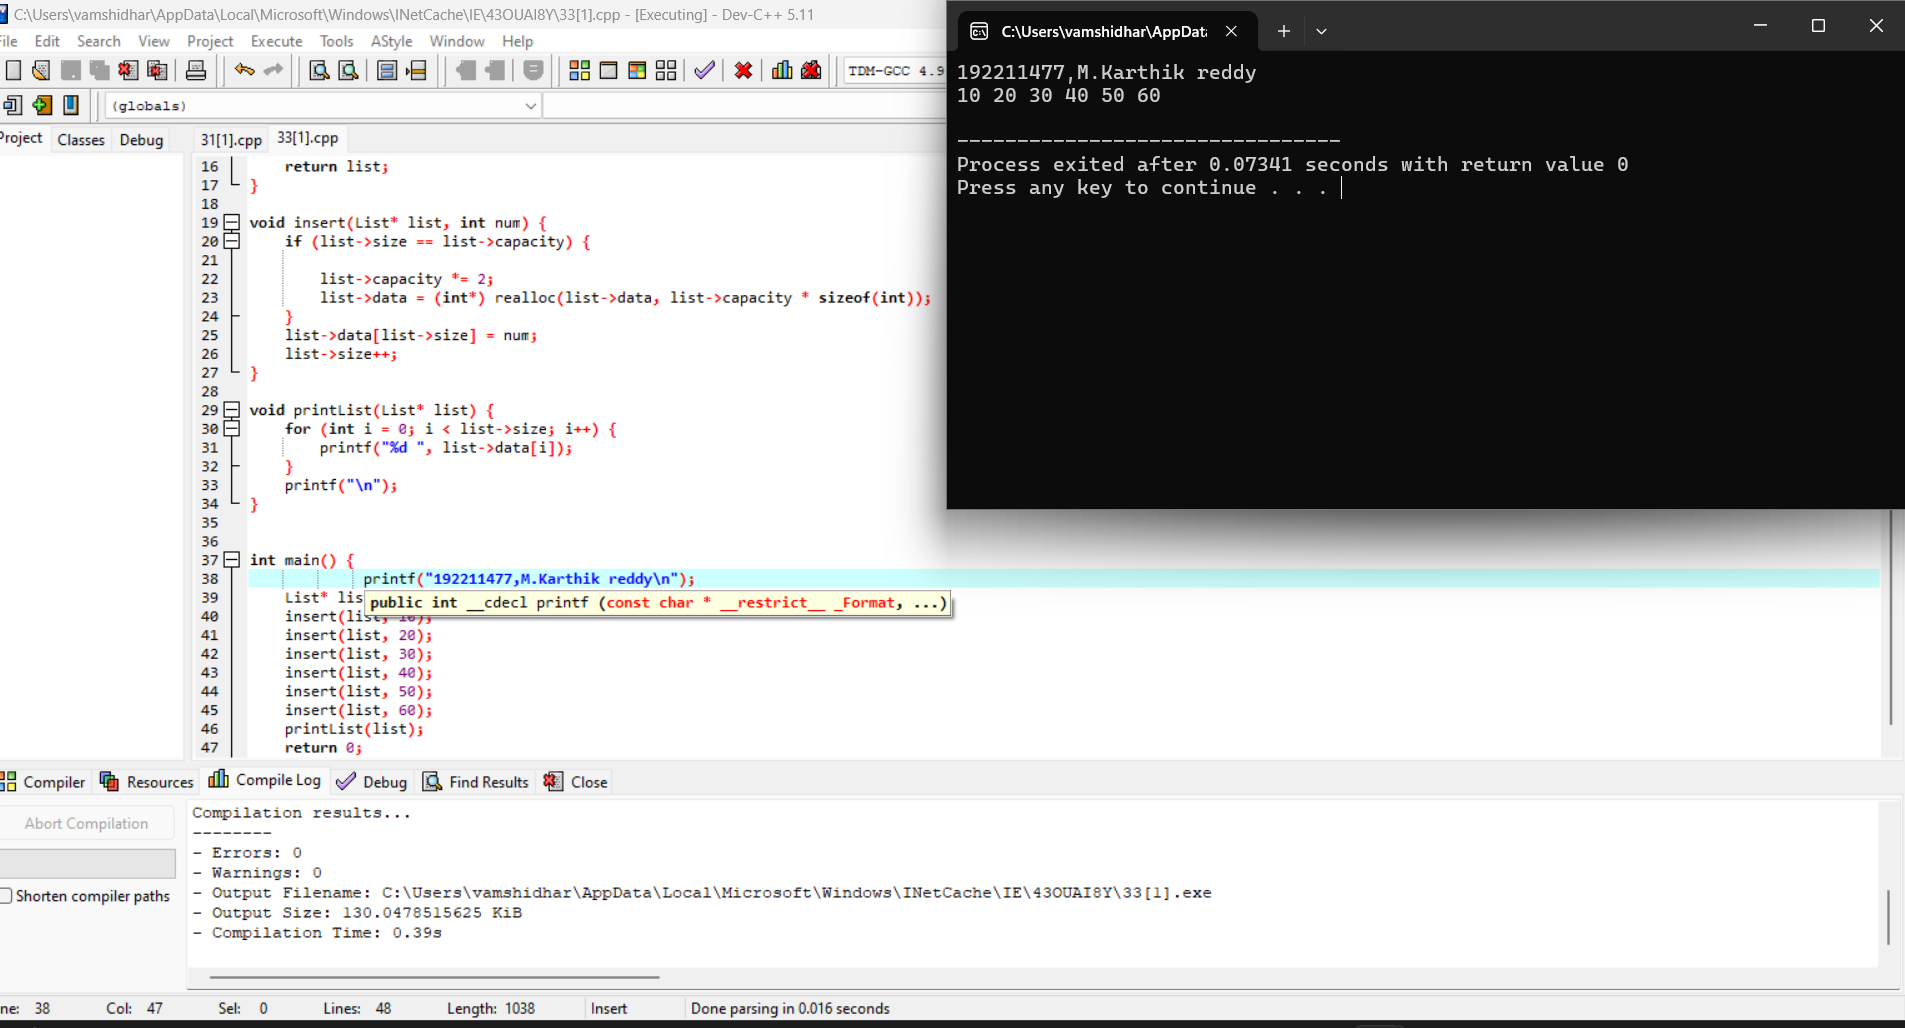 C:\Users\vamshidhar\AppData\Local\Microsoft\Windows\INetCache\IE\43OUAI8Y\33[1].cpp - [Executing] - Dev-C++ 5.11
File Edit Search View Project Execute Tools AStyle Window Help
TDM-GCC 4.9
(globals)
Project Classes Debug
31[1].cpp 33[1].cpp
16 return list;
17 }
18
19 void insert(List* list, int num) {
20 if (list->size == list->capacity) {
21
22 list->capacity *= 2;
23 list->data = (int*) realloc(list->data, list->capacity * sizeof(int));
24 }
25 list->data[list->size] = num;
26 list->size++;
27 }
28
29 void printList(List* list) {
30 for (int i = 0; i < list->size; i++) {
31 printf("%d ", list->data[i]);
32 }
33 printf("\n");
34 }
35
36
37 int main() {
38 printf("192211477,M.Karthik reddy\n");
39 List* lis
public int __cdecl printf (const char * __restrict__ _Format, ...)
40 insert(list, 10);
41 insert(list, 20);
42 insert(list, 30);
43 insert(list, 40);
44 insert(list, 50);
45 insert(list, 60);
46 printList(list);
47 return 0;
C:\Users\vamshidhar\AppData
192211477,M.Karthik reddy
10 20 30 40 50 60
--------------------------------
Process exited after 0.07341 seconds with return value 0
Press any key to continue . . .
Compiler Resources Compile Log Debug Find Results Close
Abort Compilation
Shorten compiler paths
Compilation results...
--------
- Errors: 0
- Warnings: 0
- Output Filename: C:\Users\vamshidhar\AppData\Local\Microsoft\Windows\INetCache\IE\43OUAI8Y\33[1].exe
- Output Size: 130.0478515625 KiB
- Compilation Time: 0.39s
ne: 38 Col: 47 Sel: 0 Lines: 48 Length: 1038 Insert Done parsing in 0.016 seconds